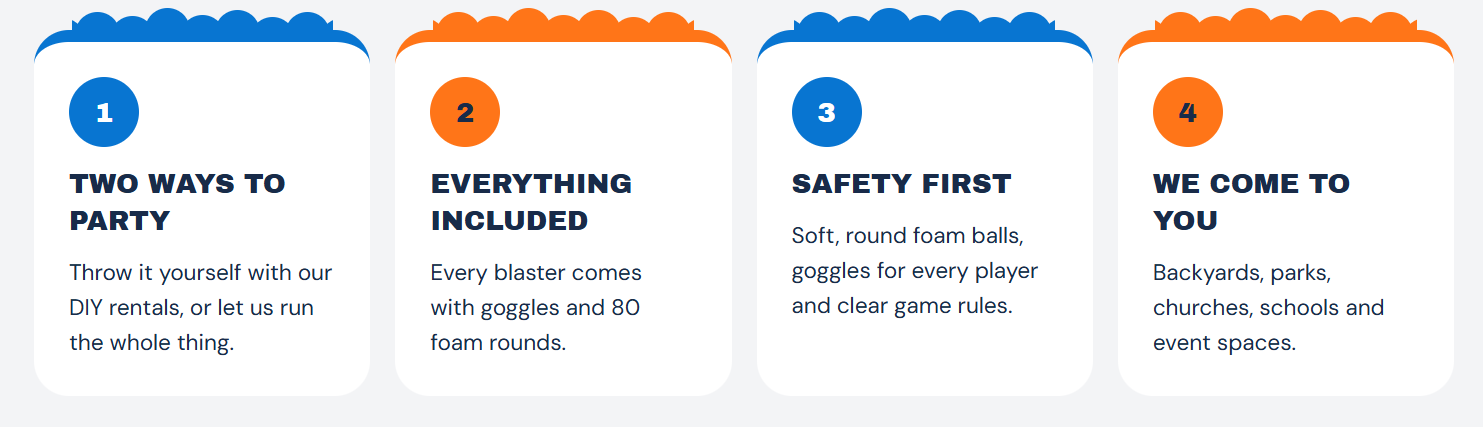 1
TWO WAYS TO
PARTY
Throw it yourself with our
DIY rentals, or let us run
the whole thing.
2
EVERYTHING
INCLUDED
Every blaster comes
with goggles and 80
foam rounds.
3
SAFETY FIRST
Soft, round foam balls,
goggles for every player
and clear game rules.
4
WE COME TO
YOU
Backyards, parks,
churches, schools and
event spaces.